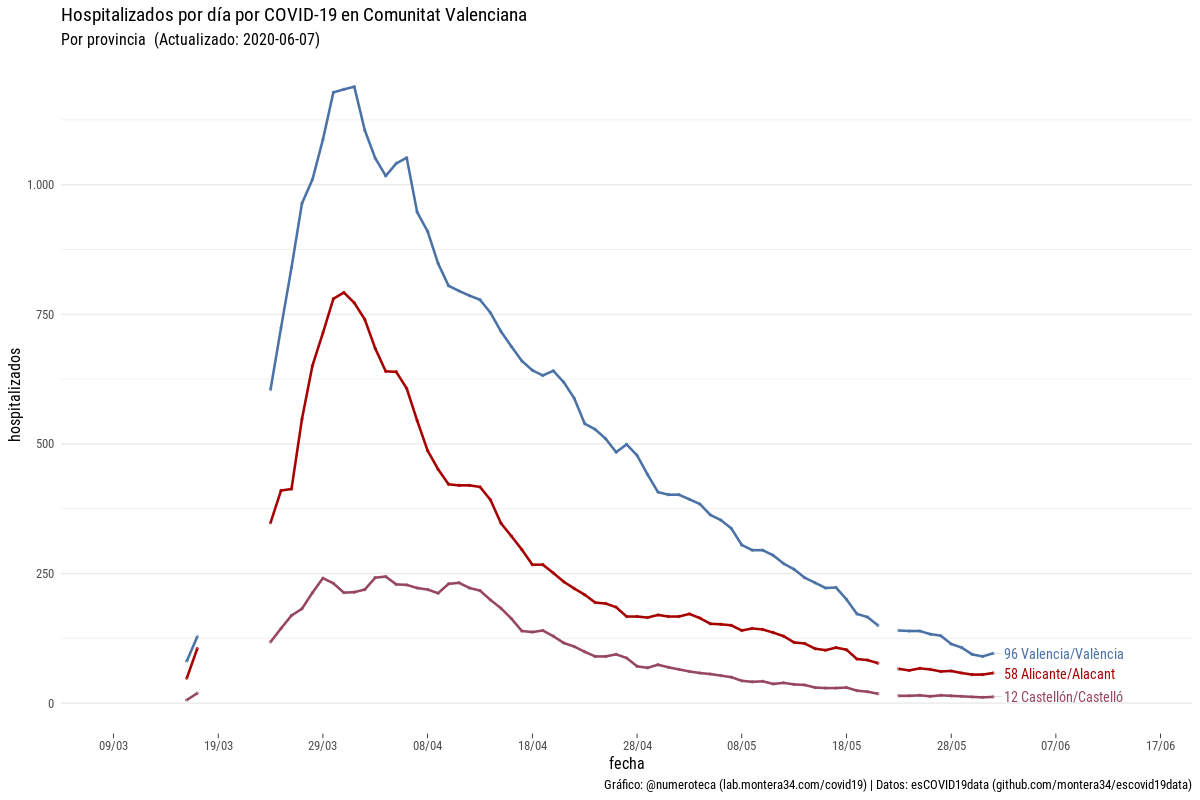 Hospitalizados por día por COVID-19 en Comunitat Valenciana
Por provincia  (Actualizado: 2020-06-07)
hospitalizados
1.000
750
500
250
0
96 Valencia/València
58 Alicante/Alacant
12 Castellón/Castelló
09/03 19/03 29/03 08/04 18/04 28/04 08/05 18/05 28/05 07/06 17/06
fecha
Gráfico: @numeroteca (lab.montera34.com/covid19) | Datos: esCOVID19data (github.com/montera34/escovid19data)